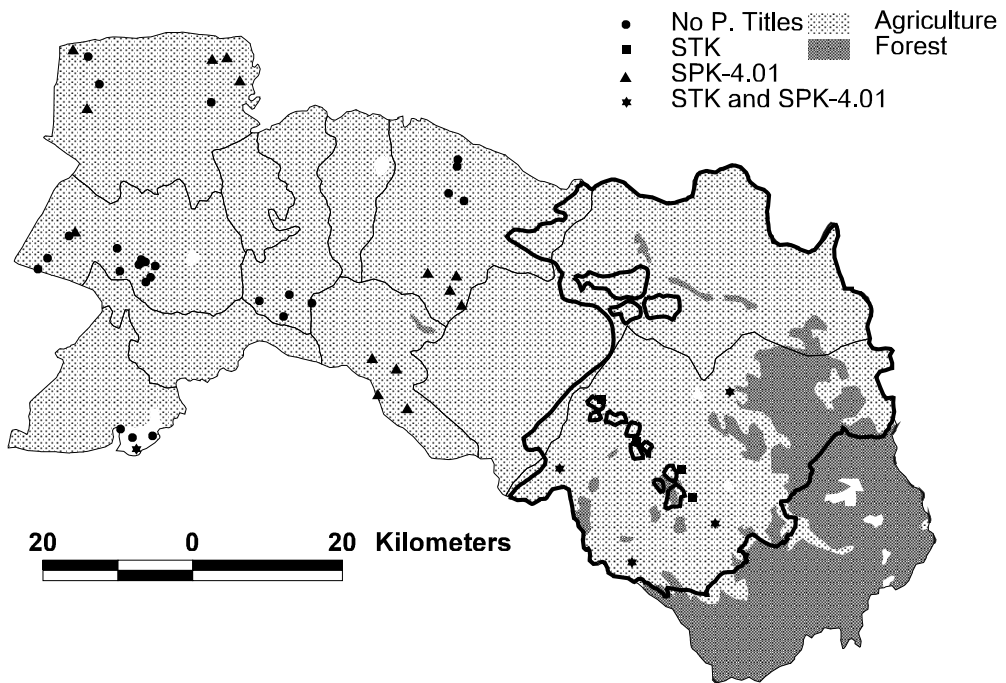 No P. Titles Agriculture
STK Forest
SPK-4.01
STK and SPK-4.01
20 0 20 Kilometers